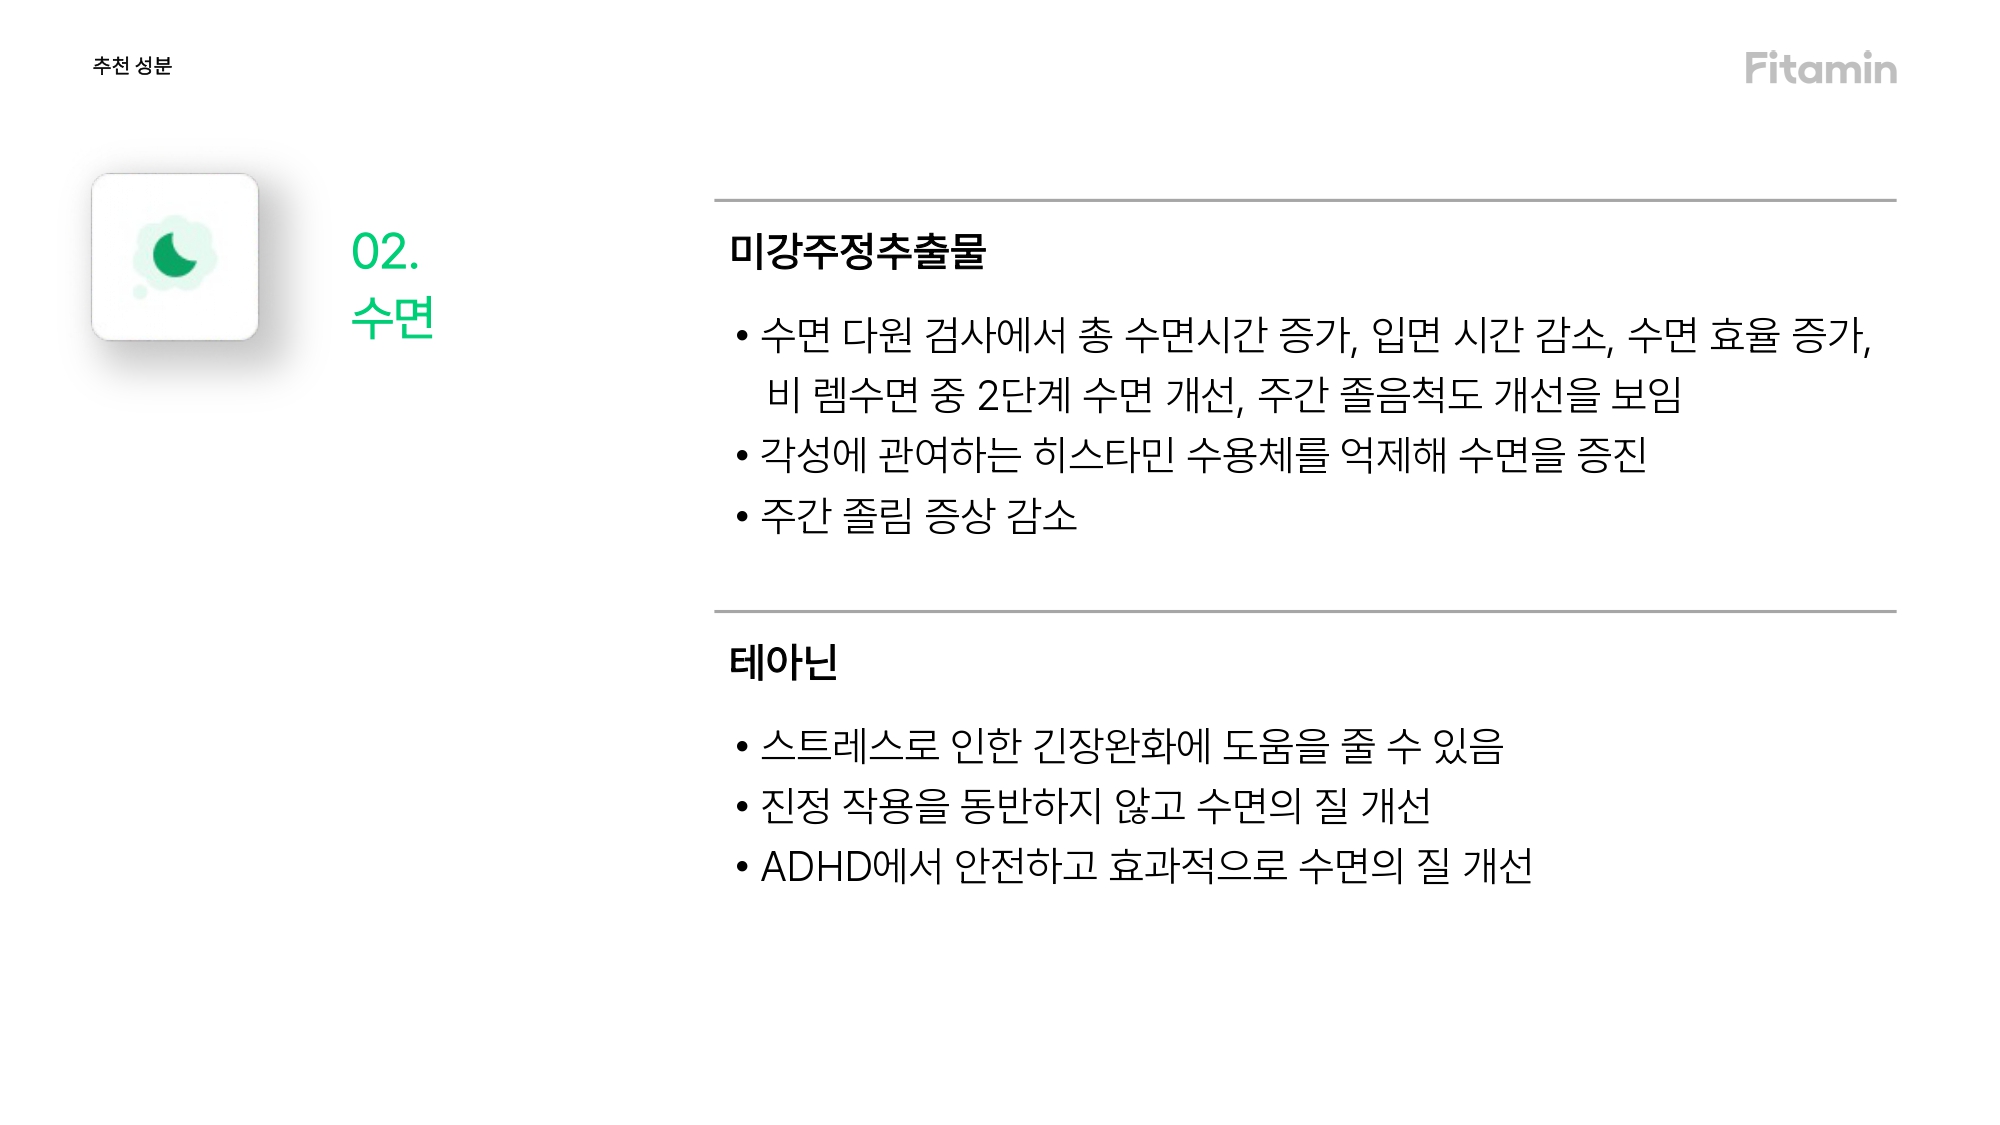 추천 성분
Fitamin
02.
수면
미강주정추출물
• 수면 다원 검사에서 총 수면시간 증가, 입면 시간 감소, 수면 효율 증가,
비 렘수면 중 2단계 수면 개선, 주간 졸음척도 개선을 보임
• 각성에 관여하는 히스타민 수용체를 억제해 수면을 증진
• 주간 졸림 증상 감소
테아닌
• 스트레스로 인한 긴장완화에 도움을 줄 수 있음
• 진정 작용을 동반하지 않고 수면의 질 개선
• ADHD에서 안전하고 효과적으로 수면의 질 개선